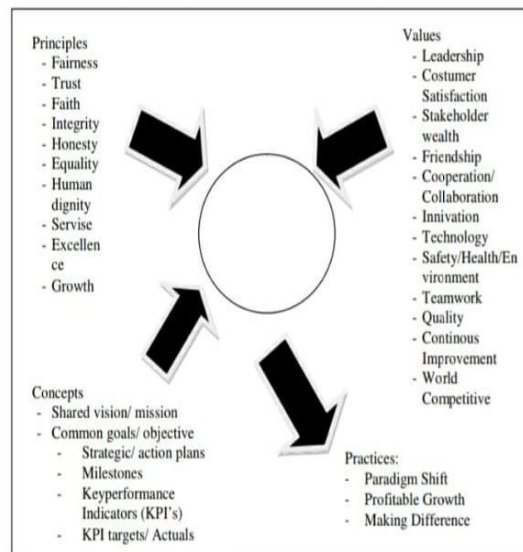 Principles
- Fairness
- Trust
- Faith
- Integrity
- Honesty
- Equality
- Human
dignity
- Servise
- Excellen
ce
- Growth
Values
- Leadership
- Costumer
Satisfaction
- Stakeholder
wealth
- Friendship
- Cooperation/
Collaboration
- Innivation
- Technology
- Safety/Health/En
vironment
- Teamwork
- Quality
- Continous
Improvement
- World
Competitive
Concepts
- Shared vision/ mission
- Common goals/ objective
- Strategic/ action plans
- Milestones
- Keyperformance
Indicators (KPI's)
- KPI targets/ Actuals
Practices:
- Paradigm Shift
- Profitable Growth
- Making Difference